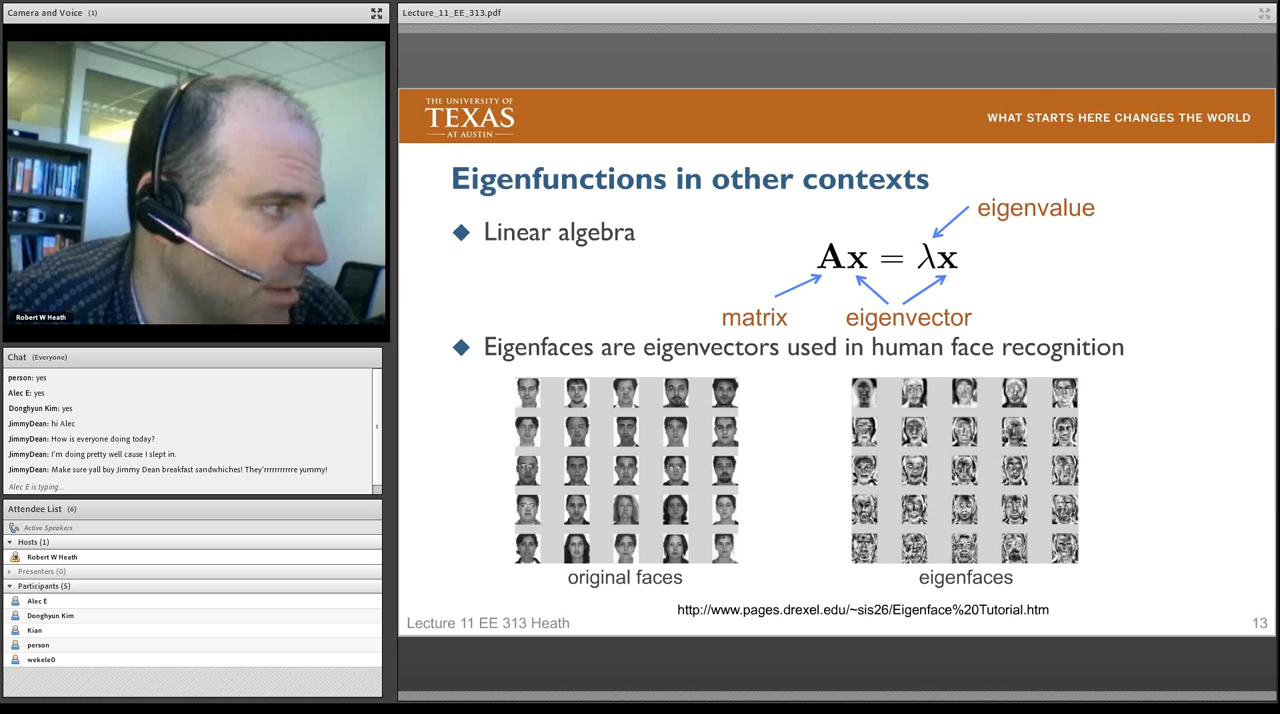 Camera and Voice (1)
Robert W Heath
Chat (Everyone)
person: yes
Alec E: yes
Donghyun Kim: yes
JimmyDean: hi Alec
JimmyDean: How is everyone doing today?
JimmyDean: I'm doing pretty well cause I slept in.
JimmyDean: Make sure yall buy Jimmy Dean breakfast sandwhiches! They'rrrrrrrrrrre yummy!
Alec E is typing...
Attendee List (6)
Active Speakers
Hosts (1)
Robert W Heath
Presenters (0)
Participants (5)
Alec E
Donghyun Kim
Kian
person
wekele0
Lecture_11_EE_313.pdf
THE UNIVERSITY OF
TEXAS
AT AUSTIN
WHAT STARTS HERE CHANGES THE WORLD
Eigenfunctions in other contexts
eigenvalue
Linear algebra
Ax = λx
matrix
eigenvector
Eigenfaces are eigenvectors used in human face recognition
original faces
eigenfaces
http://www.pages.drexel.edu/~sis26/Eigenface%20Tutorial.htm
Lecture 11 EE 313 Heath
13